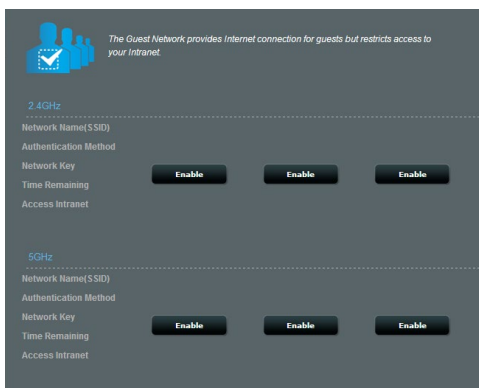 The Guest Network provides Internet connection for guests but restricts access to
your Intranet.
2.4GHz
Network Name(SSID)
Authentication Method
Network Key
Enable Enable Enable
Time Remaining
Access Intranet
5GHz
Network Name(SSID)
Authentication Method
Network Key
Enable Enable Enable
Time Remaining
Access Intranet